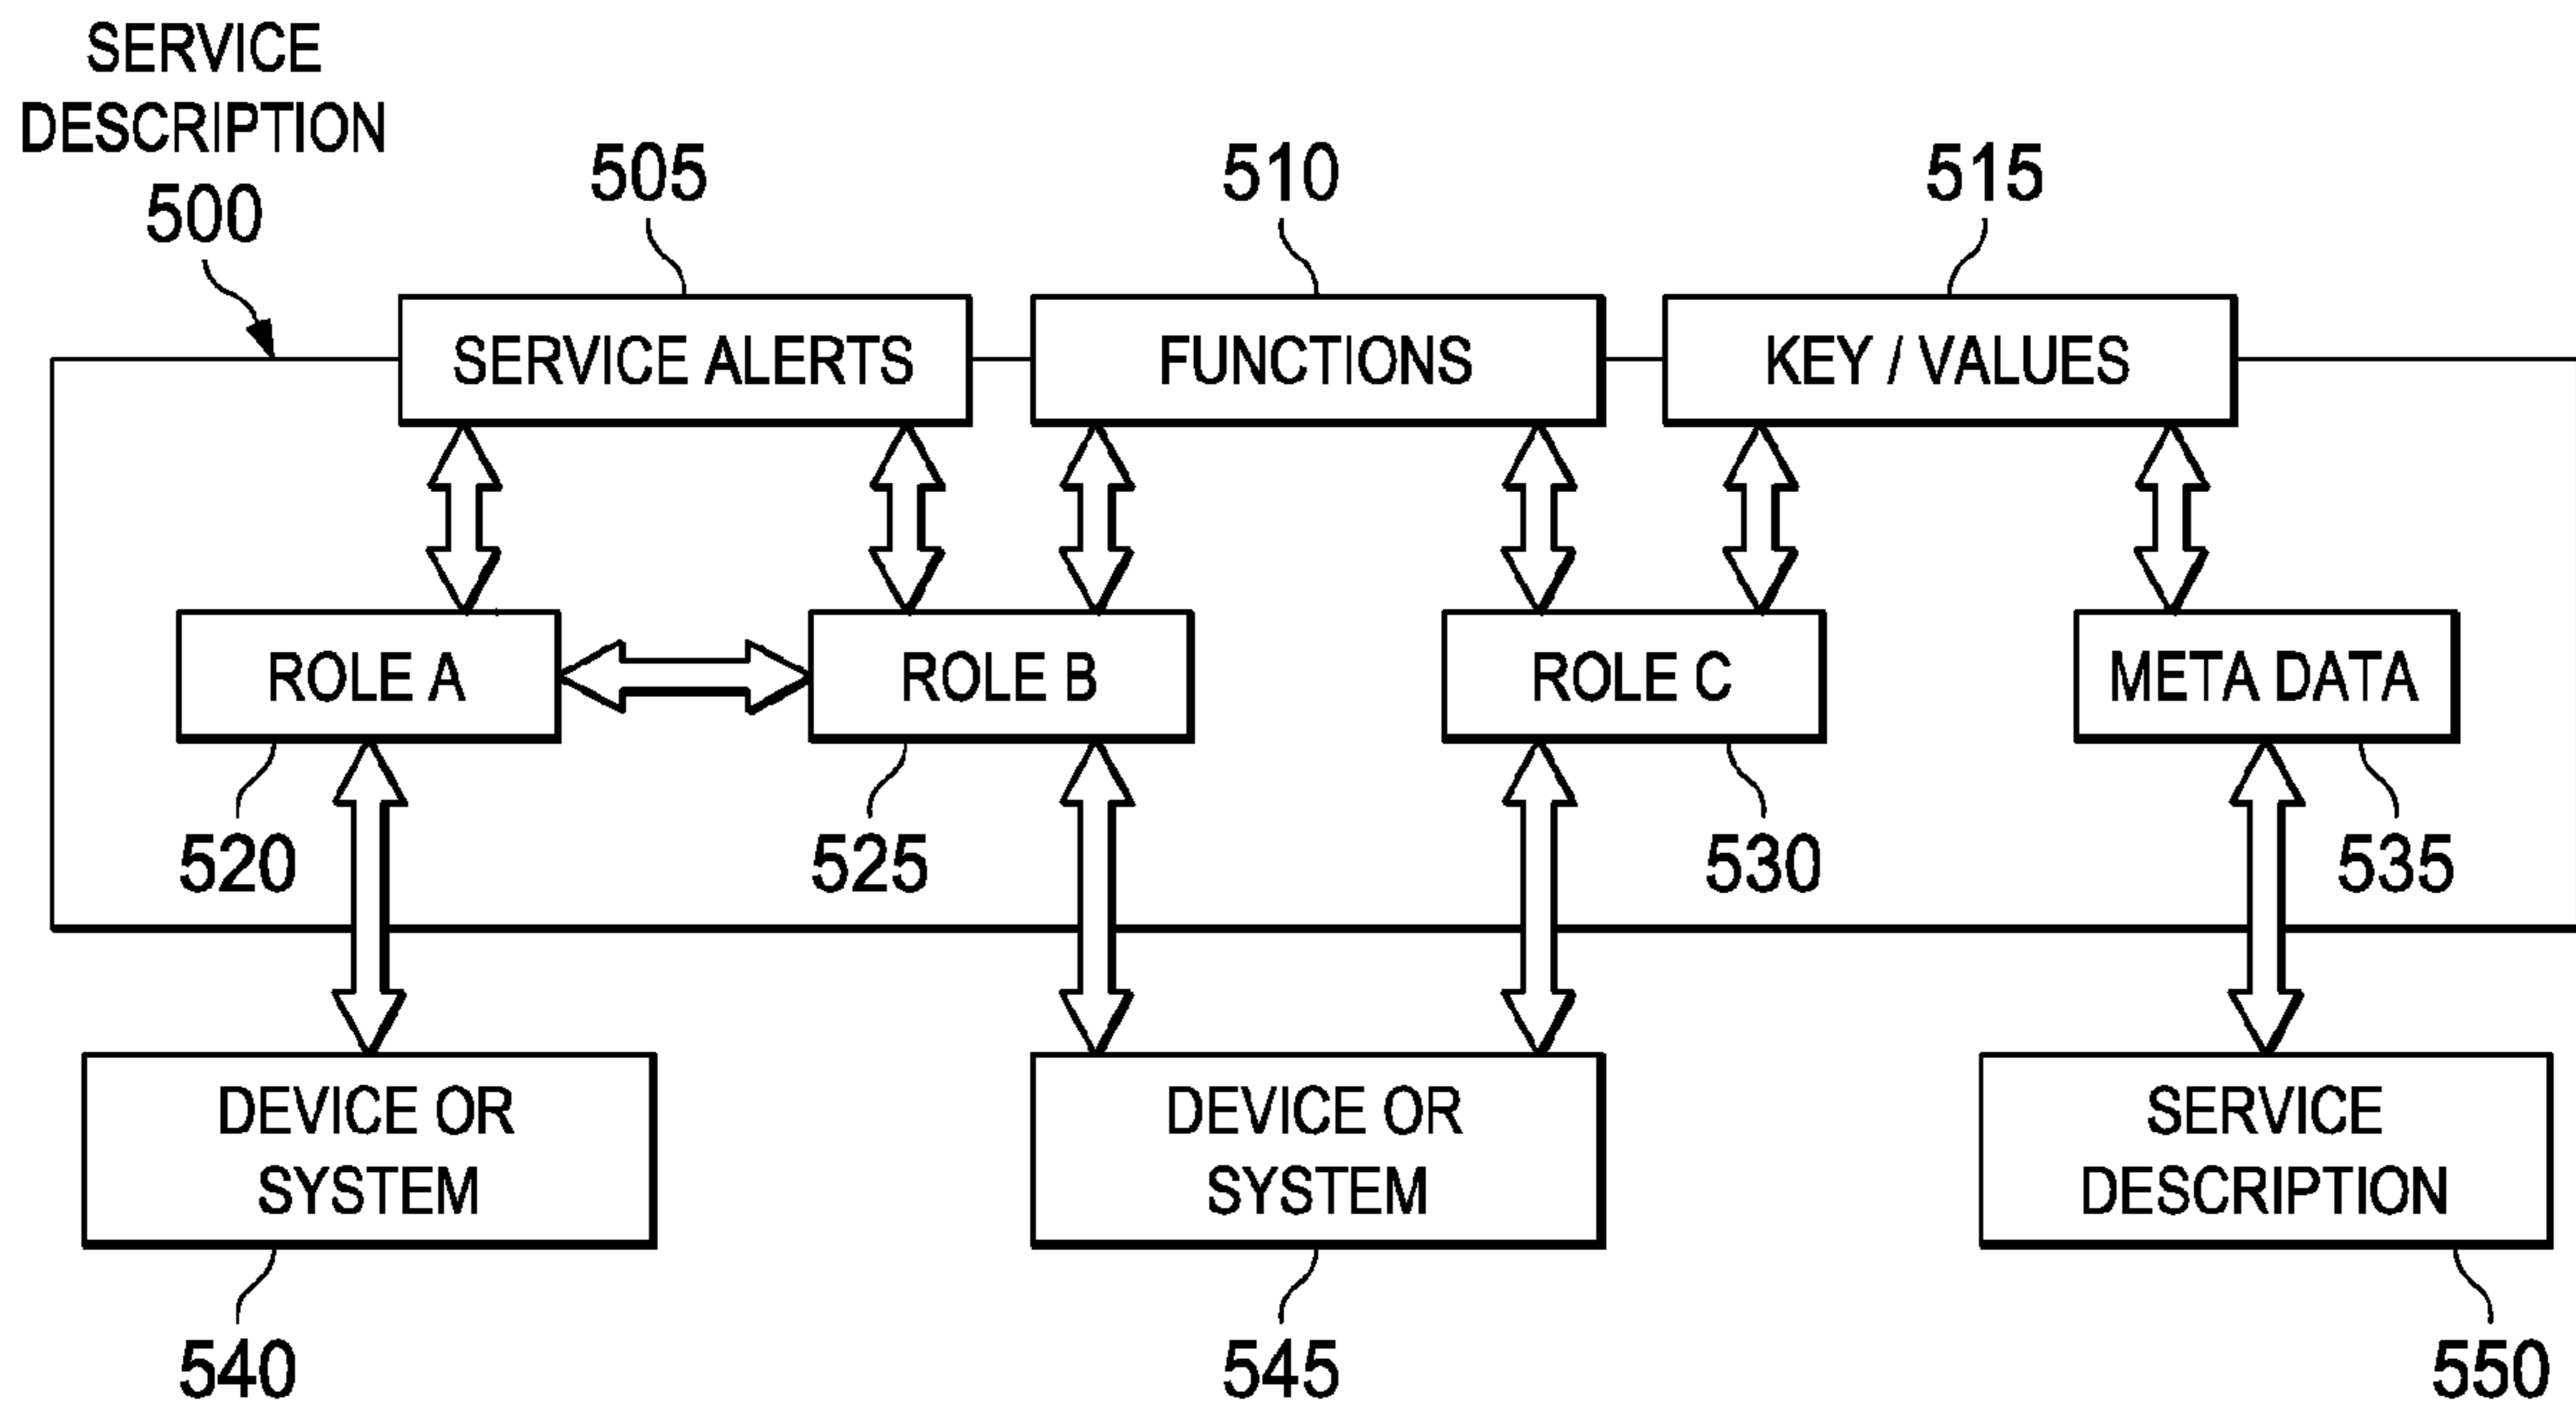 SERVICE
DESCRIPTION
500
505
510
515
SERVICE ALERTS
FUNCTIONS
KEY / VALUES
ROLE A
ROLE B
ROLE C
META DATA
520
525
530
535
DEVICE OR
SYSTEM
DEVICE OR
SYSTEM
SERVICE
DESCRIPTION
540
545
550